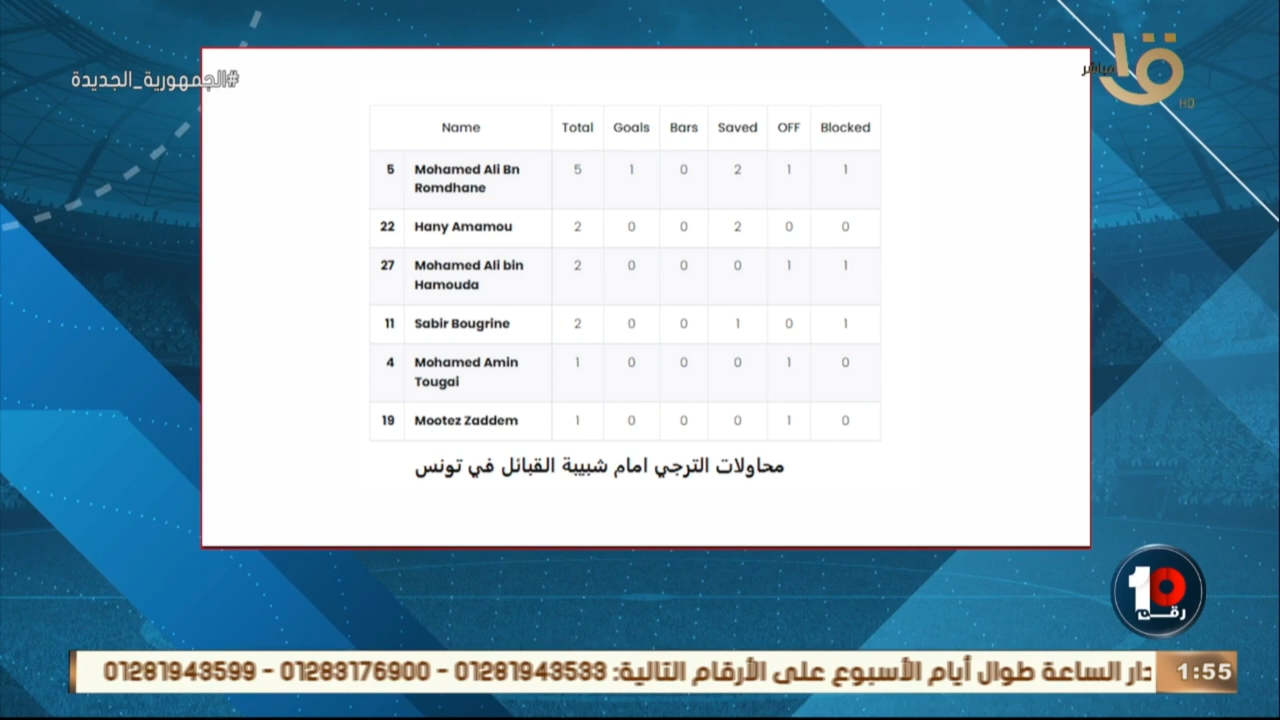 #الجمهورية_الجديدة
مباشر
HD
Name Total Goals Bars Saved OFF Blocked
5 Mohamed Ali Bn Romdhane 5 1 0 2 1 1
22 Hany Amamou 2 0 0 2 0 0
27 Mohamed Ali bin Hamouda 2 0 0 0 1 1
11 Sabir Bougrine 2 0 0 1 0 1
4 Mohamed Amin Tougai 1 0 0 0 1 0
19 Mootez Zaddem 1 0 0 0 1 0
محاولات الترجي امام شبيبة القبائل في تونس
رقم 10
دار الساعة طوال أيام الأسبوع على الأرقام التالية: 01281943533 - 01283176900 - 01281943599
1:55